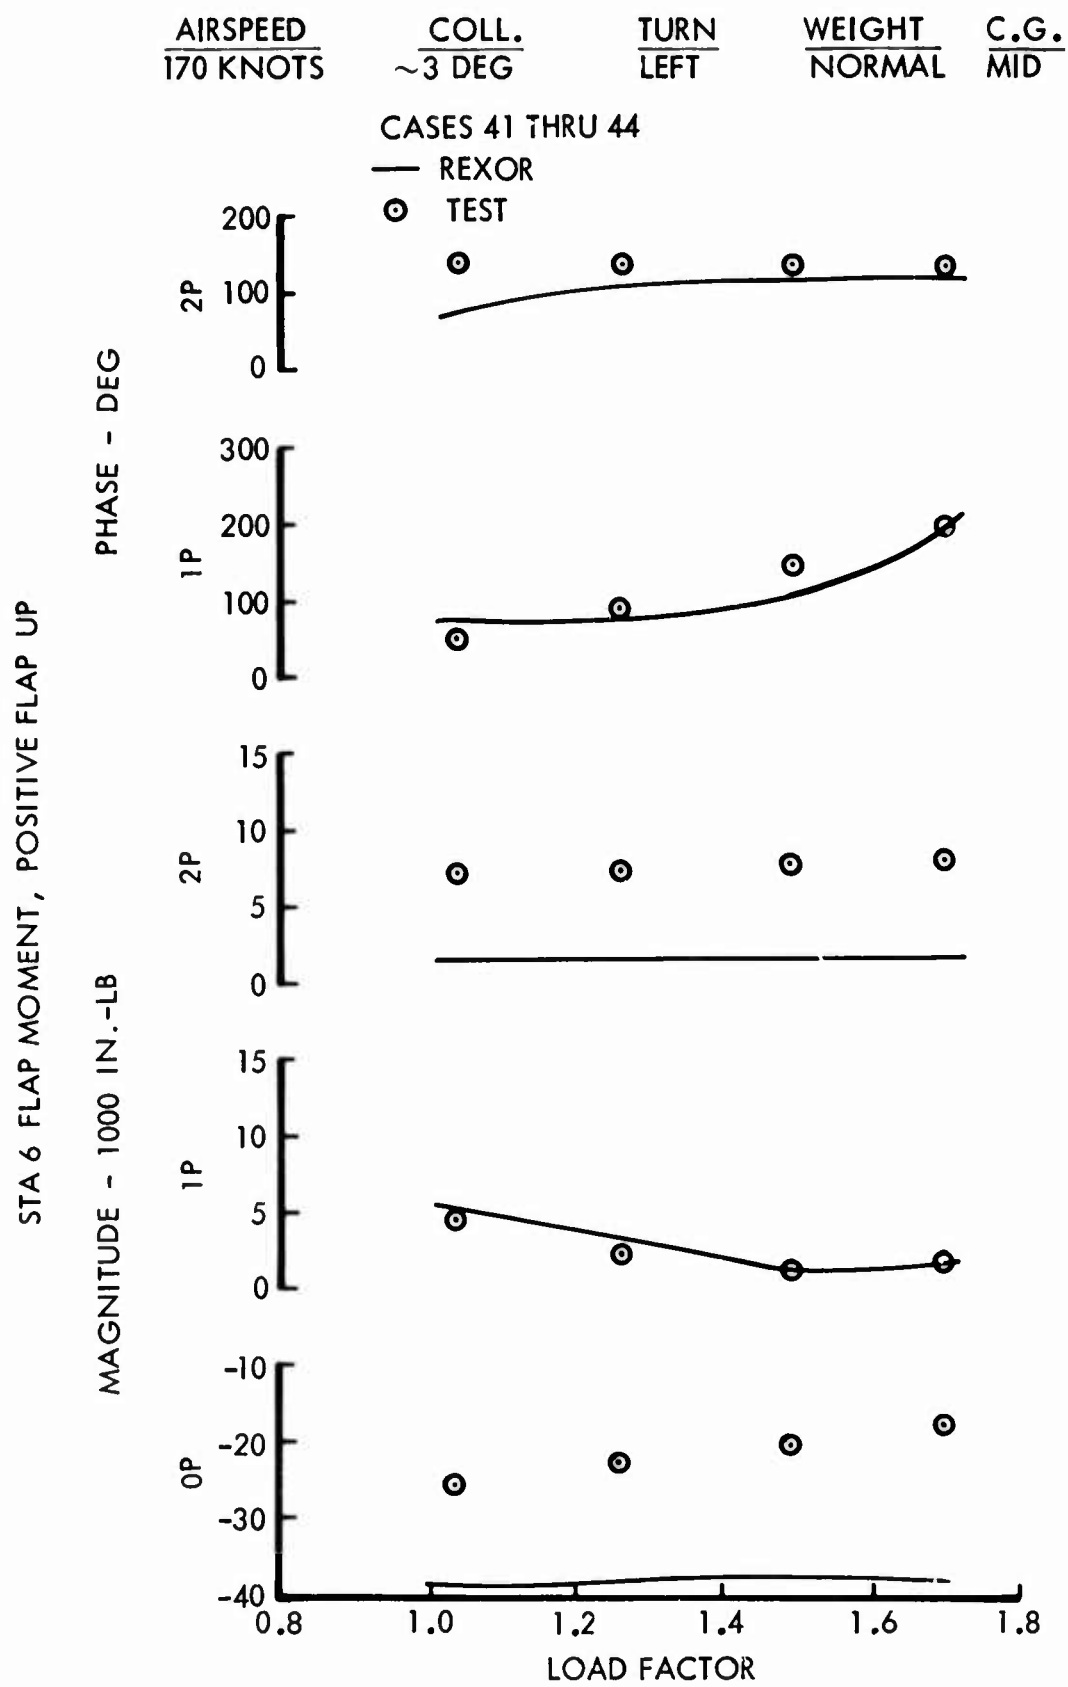 AIRSPEED COLL. TURN WEIGHT C.G.
170 KNOTS ~3 DEG LEFT NORMAL MID
CASES 41 THRU 44
REXOR
TEST
STA 6 FLAP MOMENT, POSITIVE FLAP UP
PHASE - DEG
2P
200
100
0
1P
300
200
100
0
MAGNITUDE - 1000 IN.-LB
2P
15
10
5
0
1P
15
10
5
0
0P
-10
-20
-30
-40
0.8 1.0 1.2 1.4 1.6 1.8
LOAD FACTOR